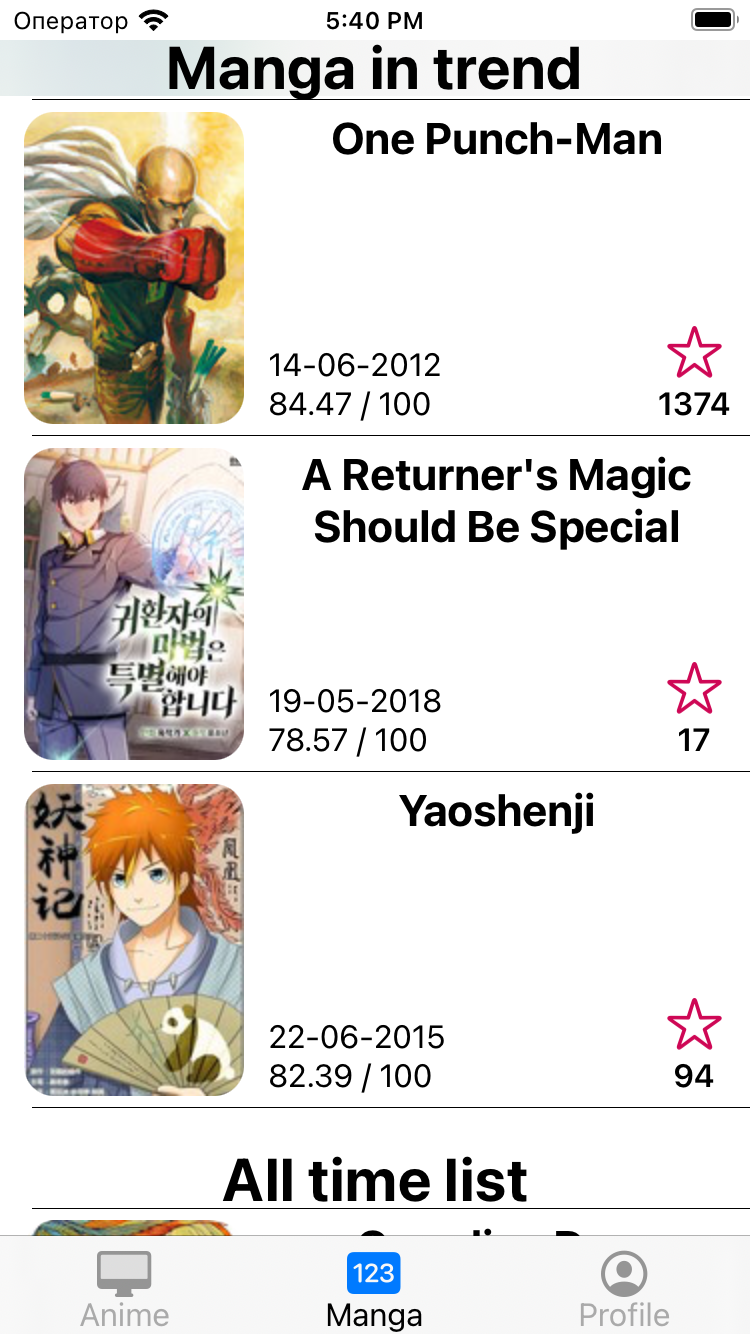 Оператор 5:40 PM
Manga in trend
One Punch-Man
14-06-2012
84.47 / 100
1374
A Returner's Magic
Should Be Special
귀환자의
마법은
특별해야
합니다
19-05-2018
78.57 / 100
17
Yaoshenji
妖
神
记
22-06-2015
82.39 / 100
94
All time list
123
Anime
Manga
Profile